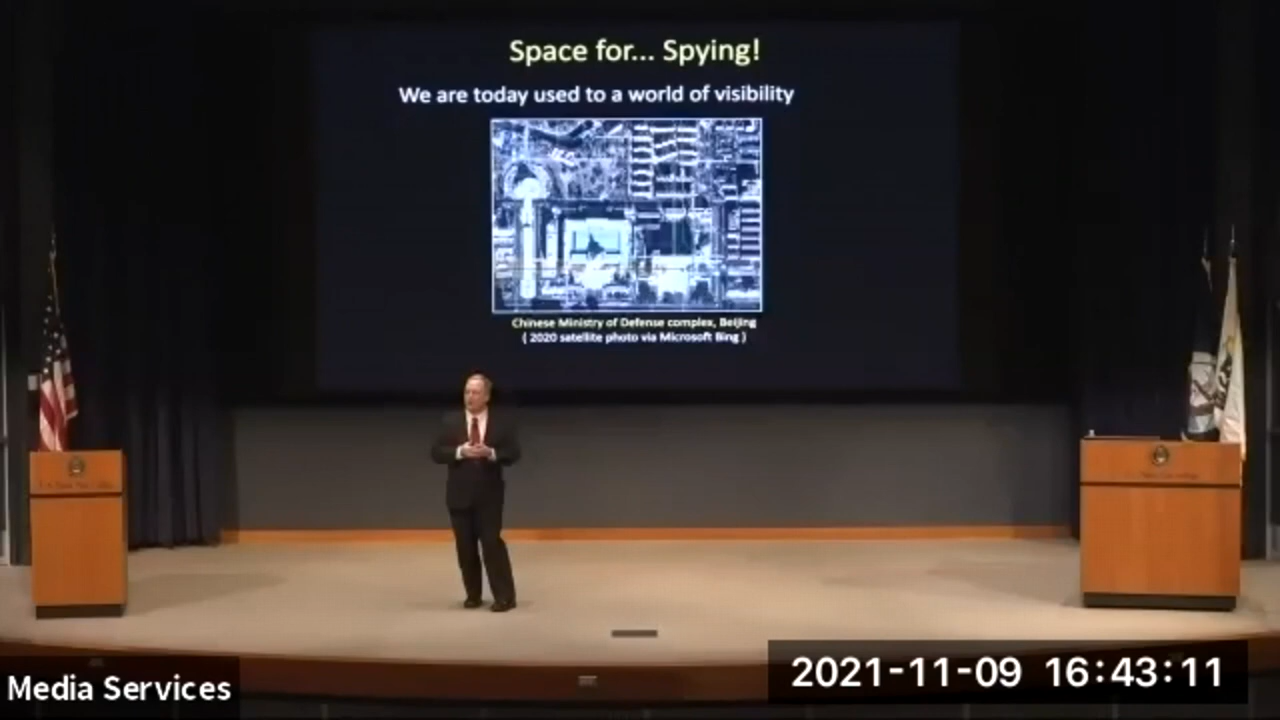 Space for... Spying!
We are today used to a world of visibility
Chinese Ministry of Defense complex, Beijing
( 2020 satellite photo via Microsoft Bing )
Media Services
2021-11-09 16:43:11